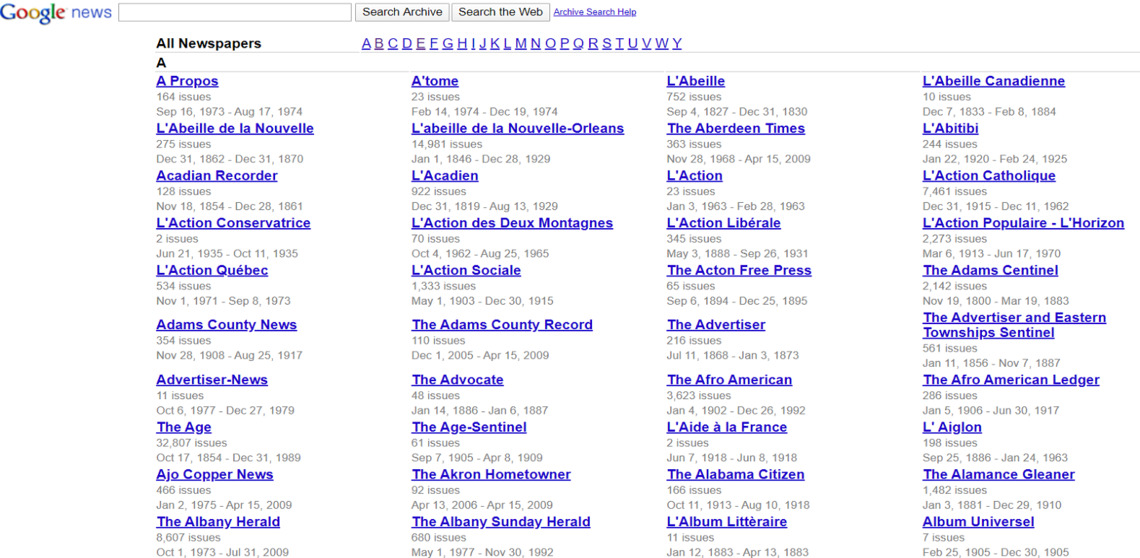 Google news Search Archive Search the Web Archive Search Help
All Newspapers A B C D E F G H I J K L M N O P Q R S T U V W Y
A
A Propos A'tome L'Abeille L'Abeille Canadienne
164 issues 23 issues 752 issues 10 issues
Sep 16, 1973 - Aug 17, 1974 Feb 14, 1974 - Dec 19, 1974 Sep 4, 1827 - Dec 31, 1830 Dec 7, 1833 - Feb 8, 1884
L'Abeille de la Nouvelle L'abeille de la Nouvelle-Orleans The Aberdeen Times L'Abitibi
275 issues 14,981 issues 363 issues 244 issues
Dec 31, 1862 - Dec 31, 1870 Jan 1, 1846 - Dec 28, 1929 Nov 28, 1968 - Apr 15, 2009 Jan 22, 1920 - Feb 24, 1925
Acadian Recorder L'Acadien L'Action L'Action Catholique
128 issues 922 issues 23 issues 7,461 issues
Nov 18, 1854 - Dec 28, 1861 Dec 31, 1819 - Aug 13, 1929 Jan 3, 1963 - Feb 28, 1963 Dec 31, 1915 - Dec 11, 1962
L'Action Conservatrice L'Action des Deux Montagnes L'Action Libérale L'Action Populaire - L'Horizon
2 issues 70 issues 345 issues 2,273 issues
Jun 21, 1935 - Oct 11, 1935 Oct 4, 1962 - Aug 25, 1965 May 3, 1888 - Sep 26, 1931 Mar 6, 1913 - Jun 17, 1970
L'Action Québec L'Action Sociale The Acton Free Press The Adams Centinel
534 issues 1,333 issues 65 issues 2,142 issues
Nov 1, 1971 - Sep 8, 1973 May 1, 1903 - Dec 30, 1915 Sep 6, 1894 - Dec 25, 1895 Nov 19, 1800 - Mar 19, 1883
Adams County News The Adams County Record The Advertiser The Advertiser and Eastern
Townships Sentinel
354 issues 110 issues 216 issues 561 issues
Nov 28, 1908 - Aug 25, 1917 Dec 1, 2005 - Apr 15, 2009 Jul 11, 1868 - Jan 3, 1873 Jan 11, 1856 - Nov 7, 1887
Advertiser-News The Advocate The Afro American The Afro American Ledger
11 issues 48 issues 3,623 issues 286 issues
Oct 6, 1977 - Dec 27, 1979 Jan 14, 1886 - Jan 6, 1887 Jan 4, 1902 - Dec 26, 1992 Jan 5, 1906 - Jun 30, 1917
The Age The Age-Sentinel L'Aide à la France L' Aiglon
32,807 issues 61 issues 2 issues 198 issues
Oct 17, 1854 - Dec 31, 1989 Sep 7, 1905 - Apr 8, 1909 Jun 7, 1918 - Jun 8, 1918 Sep 25, 1886 - Jan 24, 1963
Ajo Copper News The Akron Hometowner The Alabama Citizen The Alamance Gleaner
466 issues 92 issues 166 issues 1,482 issues
Jan 2, 1975 - Apr 15, 2009 Apr 13, 2006 - Apr 15, 2009 Oct 11, 1913 - Aug 10, 1918 Jan 3, 1881 - Dec 29, 1910
The Albany Herald The Albany Sunday Herald L'Album Littèraire Album Universel
8,607 issues 680 issues 11 issues 7 issues
Oct 1, 1973 - Jul 31, 2009 May 1, 1977 - Nov 30, 1992 Jan 12, 1883 - Apr 13, 1883 Feb 25, 1905 - Dec 30, 1905